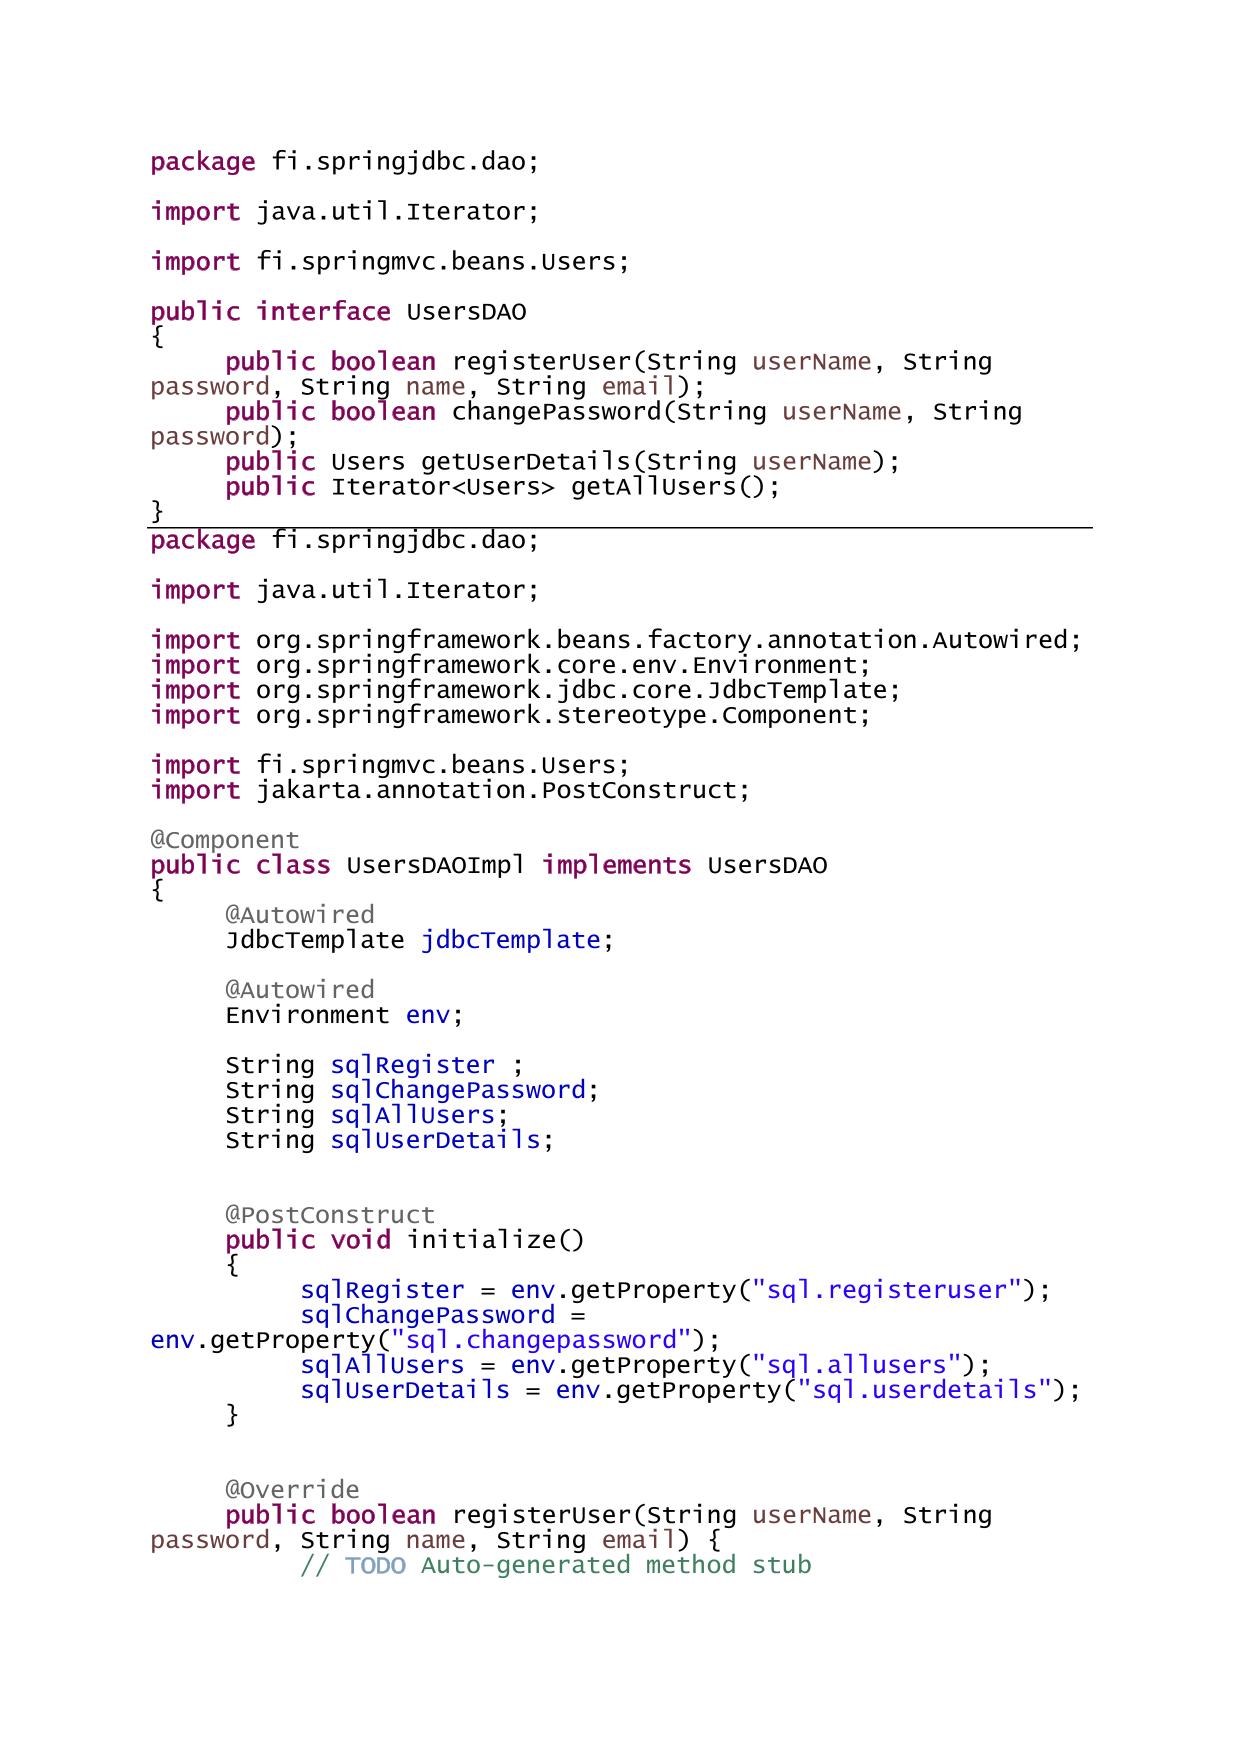 package fi.springjdbc.dao;
import java.util.Iterator;
import fi.springmvc.beans.Users;
public interface UsersDAO
{
public boolean registerUser(String userName, String
password, String name, String email);
public boolean changePassword(String userName, String
password);
public Users getUserDetails(String userName);
public Iterator<Users> getAllUsers();
}
package fi.springjdbc.dao;
import java.util.Iterator;
import org.springframework.beans.factory.annotation.Autowired;
import org.springframework.core.env.Environment;
import org.springframework.jdbc.core.JdbcTemplate;
import org.springframework.stereotype.Component;
import fi.springmvc.beans.Users;
import jakarta.annotation.PostConstruct;
@Component
public class UsersDAOImpl implements UsersDAO
{
@Autowired
JdbcTemplate jdbcTemplate;
@Autowired
Environment env;
String sqlRegister ;
String sqlChangePassword;
String sqlAllUsers;
String sqlUserDetails;
@PostConstruct
public void initialize()
{
sqlRegister = env.getProperty("sql.registeruser");
sqlChangePassword =
env.getProperty("sql.changepassword");
sqlAllUsers = env.getProperty("sql.allusers");
sqlUserDetails = env.getProperty("sql.userdetails");
}
@Override
public boolean registerUser(String userName, String
password, String name, String email) {
// TODO Auto-generated method stub